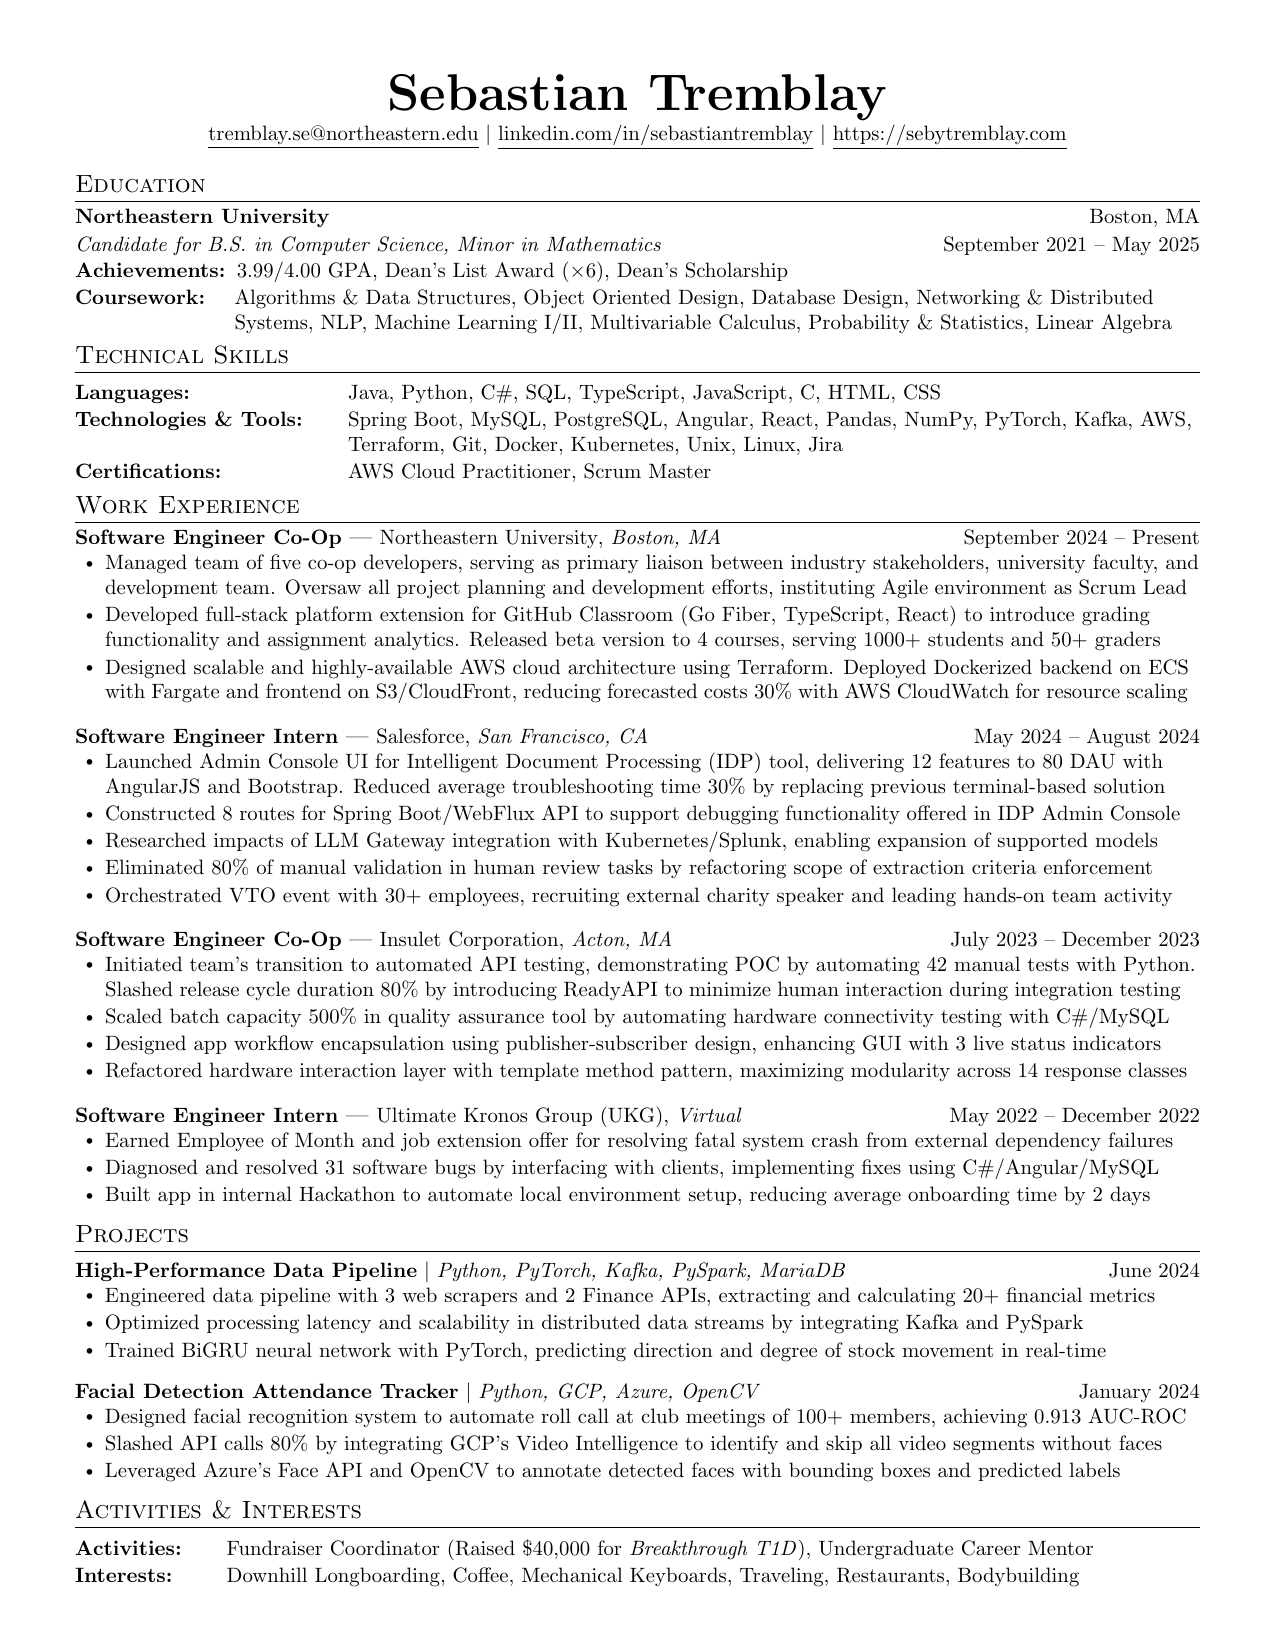 Sebastian Tremblay
tremblay.se@northeastern.edu | linkedin.com/in/sebastiantremblay | https://sebytremblay.com
Education
Northeastern University Boston, MA
Candidate for B.S. in Computer Science, Minor in Mathematics September 2021 – May 2025
Achievements: 3.99/4.00 GPA, Dean's List Award (×6), Dean's Scholarship
Coursework: Algorithms & Data Structures, Object Oriented Design, Database Design, Networking & Distributed
Systems, NLP, Machine Learning I/II, Multivariable Calculus, Probability & Statistics, Linear Algebra
Technical Skills
Languages: Java, Python, C#, SQL, TypeScript, JavaScript, C, HTML, CSS
Technologies & Tools: Spring Boot, MySQL, PostgreSQL, Angular, React, Pandas, NumPy, PyTorch, Kafka, AWS,
Terraform, Git, Docker, Kubernetes, Unix, Linux, Jira
Certifications: AWS Cloud Practitioner, Scrum Master
Work Experience
Software Engineer Co-Op — Northeastern University, Boston, MA September 2024 – Present
• Managed team of five co-op developers, serving as primary liaison between industry stakeholders, university faculty, and
development team. Oversaw all project planning and development efforts, instituting Agile environment as Scrum Lead
• Developed full-stack platform extension for GitHub Classroom (Go Fiber, TypeScript, React) to introduce grading
functionality and assignment analytics. Released beta version to 4 courses, serving 1000+ students and 50+ graders
• Designed scalable and highly-available AWS cloud architecture using Terraform. Deployed Dockerized backend on ECS
with Fargate and frontend on S3/CloudFront, reducing forecasted costs 30% with AWS CloudWatch for resource scaling
Software Engineer Intern — Salesforce, San Francisco, CA May 2024 – August 2024
• Launched Admin Console UI for Intelligent Document Processing (IDP) tool, delivering 12 features to 80 DAU with
AngularJS and Bootstrap. Reduced average troubleshooting time 30% by replacing previous terminal-based solution
• Constructed 8 routes for Spring Boot/WebFlux API to support debugging functionality offered in IDP Admin Console
• Researched impacts of LLM Gateway integration with Kubernetes/Splunk, enabling expansion of supported models
• Eliminated 80% of manual validation in human review tasks by refactoring scope of extraction criteria enforcement
• Orchestrated VTO event with 30+ employees, recruiting external charity speaker and leading hands-on team activity
Software Engineer Co-Op — Insulet Corporation, Acton, MA July 2023 – December 2023
• Initiated team's transition to automated API testing, demonstrating POC by automating 42 manual tests with Python.
Slashed release cycle duration 80% by introducing ReadyAPI to minimize human interaction during integration testing
• Scaled batch capacity 500% in quality assurance tool by automating hardware connectivity testing with C#/MySQL
• Designed app workflow encapsulation using publisher-subscriber design, enhancing GUI with 3 live status indicators
• Refactored hardware interaction layer with template method pattern, maximizing modularity across 14 response classes
Software Engineer Intern — Ultimate Kronos Group (UKG), Virtual May 2022 – December 2022
• Earned Employee of Month and job extension offer for resolving fatal system crash from external dependency failures
• Diagnosed and resolved 31 software bugs by interfacing with clients, implementing fixes using C#/Angular/MySQL
• Built app in internal Hackathon to automate local environment setup, reducing average onboarding time by 2 days
Projects
High-Performance Data Pipeline | Python, PyTorch, Kafka, PySpark, MariaDB June 2024
• Engineered data pipeline with 3 web scrapers and 2 Finance APIs, extracting and calculating 20+ financial metrics
• Optimized processing latency and scalability in distributed data streams by integrating Kafka and PySpark
• Trained BiGRU neural network with PyTorch, predicting direction and degree of stock movement in real-time
Facial Detection Attendance Tracker | Python, GCP, Azure, OpenCV January 2024
• Designed facial recognition system to automate roll call at club meetings of 100+ members, achieving 0.913 AUC-ROC
• Slashed API calls 80% by integrating GCP's Video Intelligence to identify and skip all video segments without faces
• Leveraged Azure's Face API and OpenCV to annotate detected faces with bounding boxes and predicted labels
Activities & Interests
Activities: Fundraiser Coordinator (Raised $40,000 for Breakthrough T1D), Undergraduate Career Mentor
Interests: Downhill Longboarding, Coffee, Mechanical Keyboards, Traveling, Restaurants, Bodybuilding